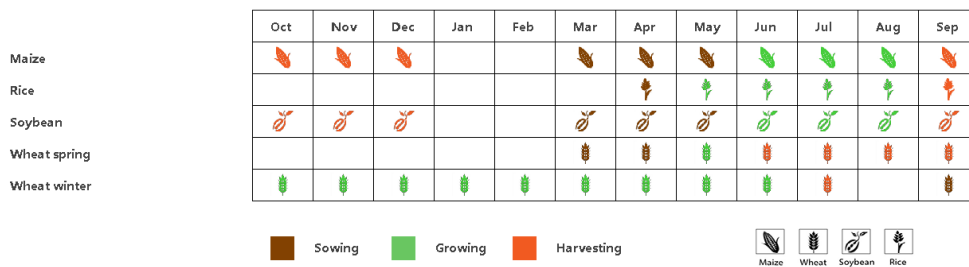 Oct Nov Dec Jan Feb Mar Apr May Jun Jul Aug Sep
Maize
Rice
Soybean
Wheat spring
Wheat winter
Sowing Growing Harvesting
Maize Wheat Soybean Rice